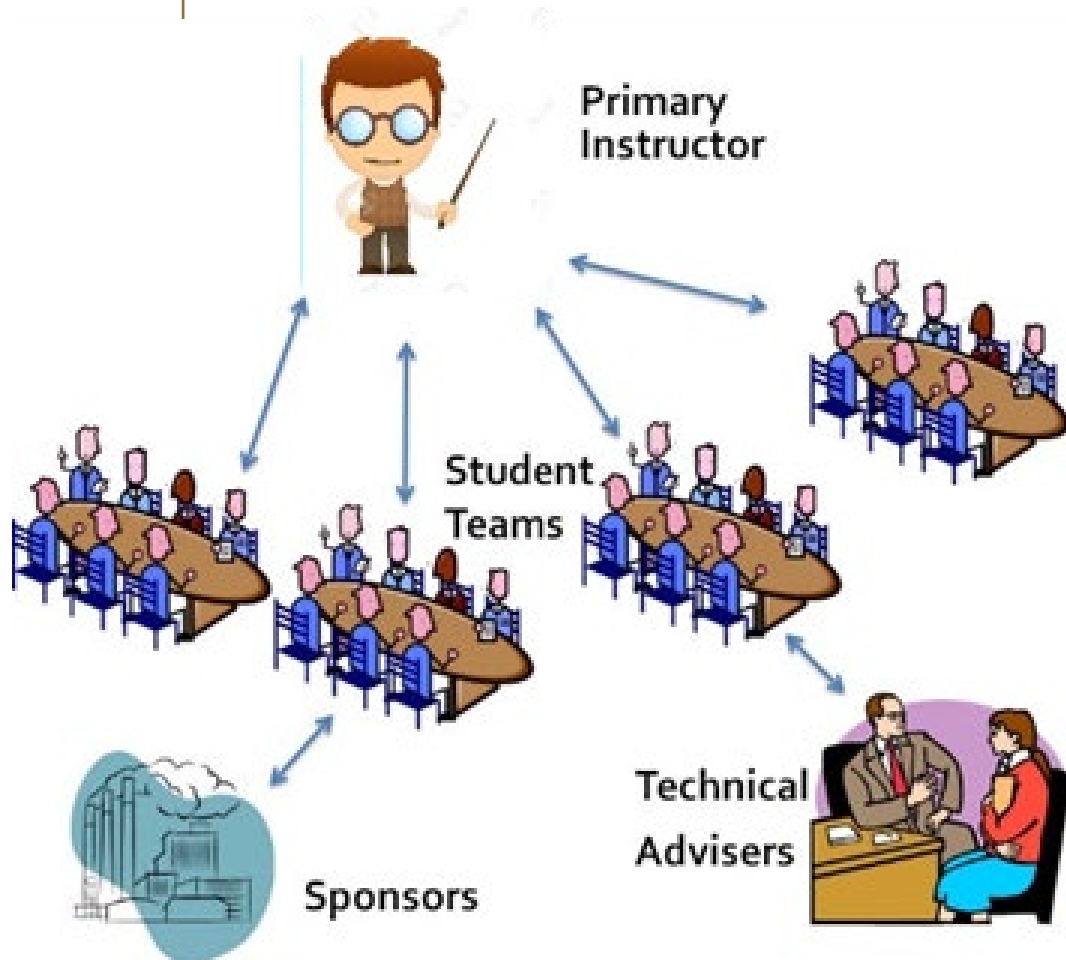 Primary
Instructor
Student
Teams
Technical
Advisers
Sponsors